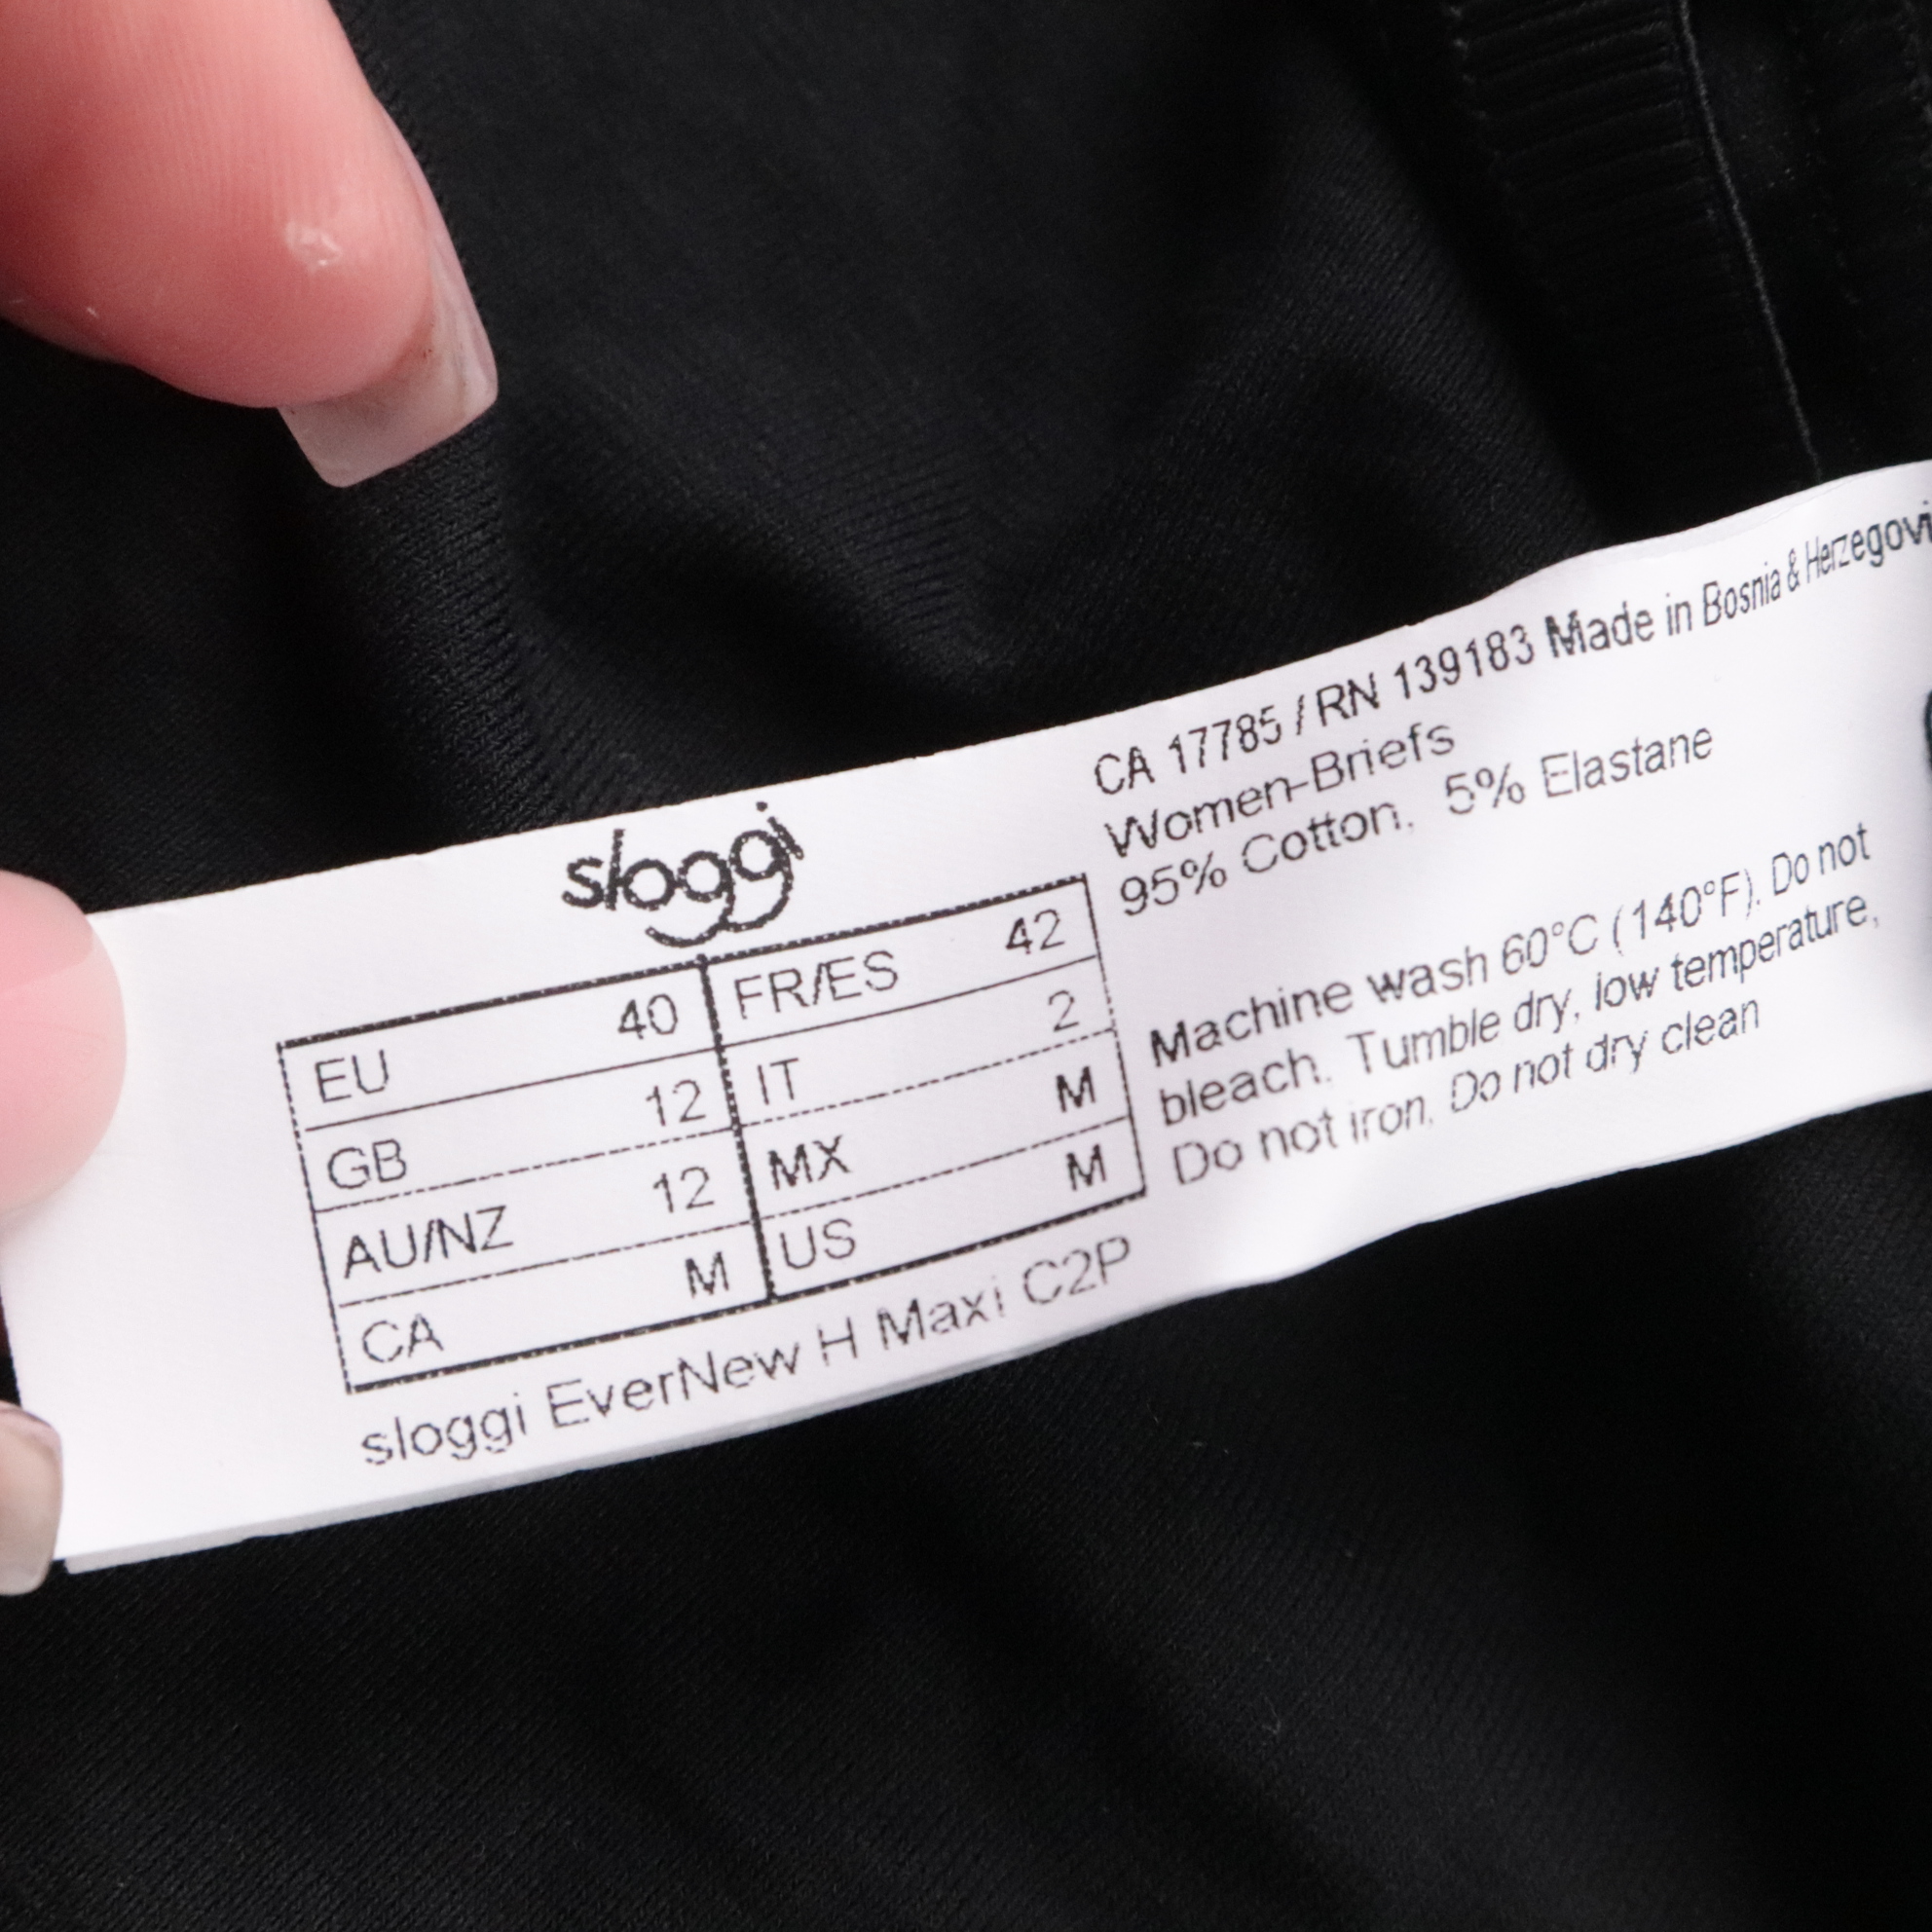 sloggi
EU 40 FR/ES 42
GB 12 IT 2
AU/NZ 12 MX M
CA M US M
sloggi EverNew H Maxi C2P
CA 17785 / RN 139183 Made in Bosnia &
Women-Briefs
95% Cotton, 5% Elastane
Machine wash 60°C (140°F). Do not
bleach. Tumble dry, low temperature,
Do not iron. Do not dry clean